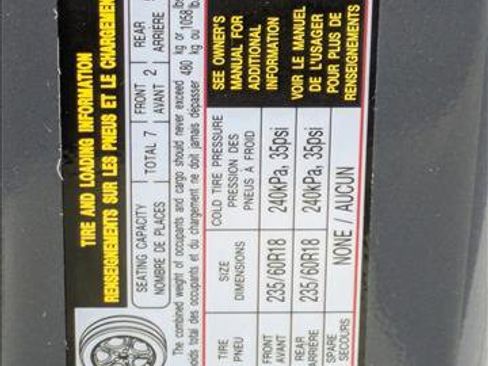 TIRE AND LOADING INFORMATION
RENSEIGNEMENTS SUR LES PNEUS ET LE CHARGEMENT
SEATING CAPACITY
NOMBRE DE PLACES
TOTAL 7
FRONT
AVANT
2
REAR
ARRIÈRE
The combined weight of occupants and cargo should never exceed
poids total des occupants et du chargement ne doit jamais dépasser
480
kg or
kg ou
1058
lbs
lb.
TIRE
PNEU
SIZE
DIMENSIONS
COLD TIRE PRESSURE
PRESSION DES
PNEUS À FROID
FRONT
AVANT
235/60R18
240kPa, 35psi
REAR
ARRIÈRE
235/60R18
240kPa, 35psi
SPARE
SECOURS
NONE / AUCUN
SEE OWNER'S
MANUAL FOR
ADDITIONAL
INFORMATION
VOIR LE MANUEL
DE L'USAGER
POUR PLUS DE
RENSEIGNEMENTS